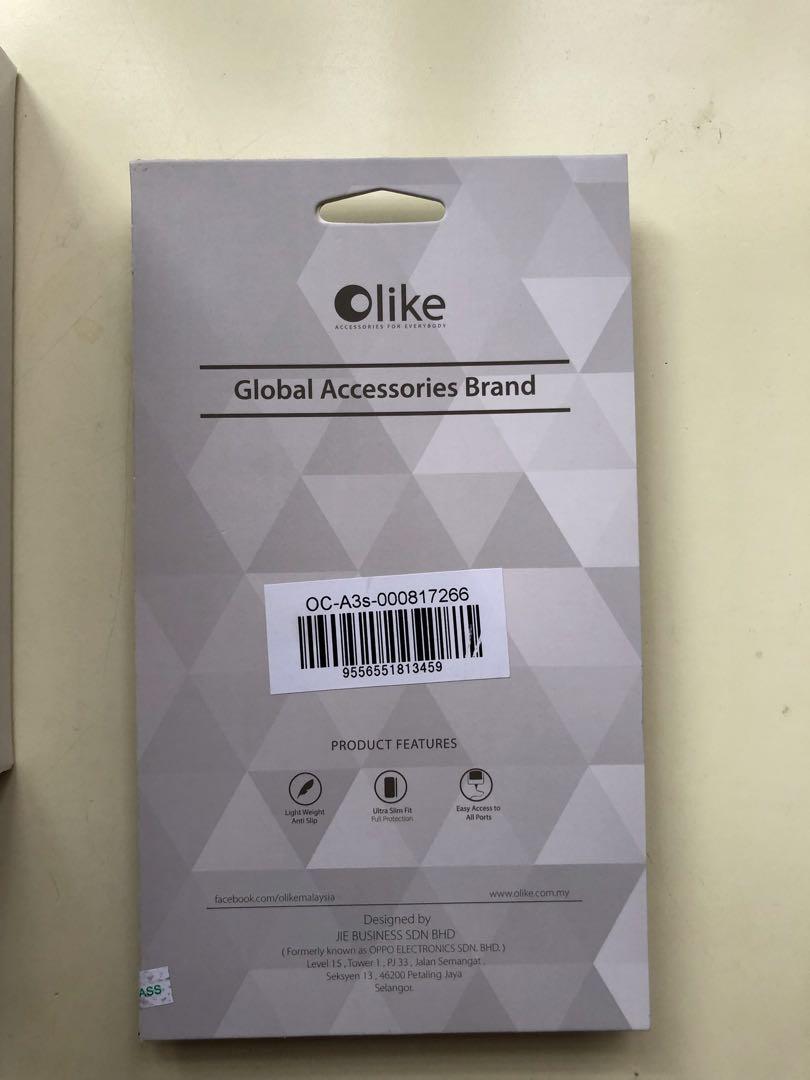 Olike
ACCESSORIES FOR EVERYBODY
Global Accessories Brand
OC-A3s-000817266
9556551813459
PRODUCT FEATURES
Light Weight
Anti Slip
Ultra Slim Fit
Full Protection
Easy Access to
All Ports
facebook.com/olikemalaysia
www.olike.com.my
Designed by
JIE BUSINESS SDN BHD
( Formerly known as OPPO ELECTRONICS SDN. BHD. )
Level 15 , Tower 1 , PJ 33 , Jalan Semangat ,
Seksyen 13 , 46200 Petaling Jaya
Selangor.
ASS